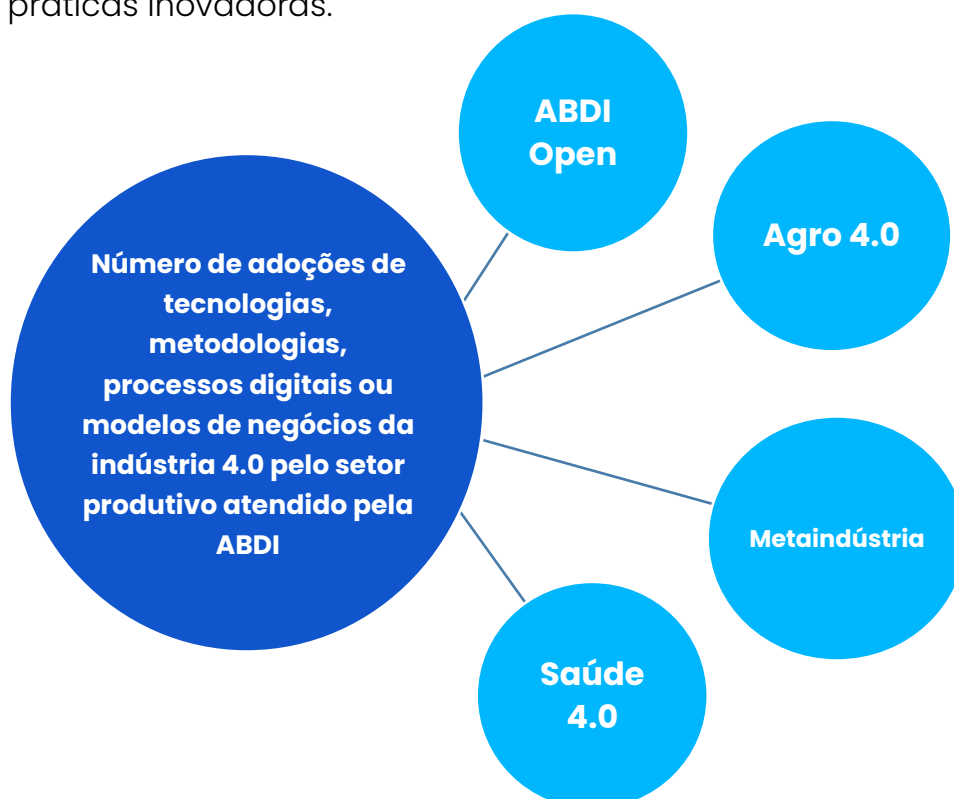 práticas inovadoras.
ABDI
Open
Agro 4.0
Número de adoções de
tecnologias,
metodologias,
processos digitais ou
modelos de negócios da
indústria 4.0 pelo setor
produtivo atendido pela
ABDI
Metaindústria
Saúde
4.0